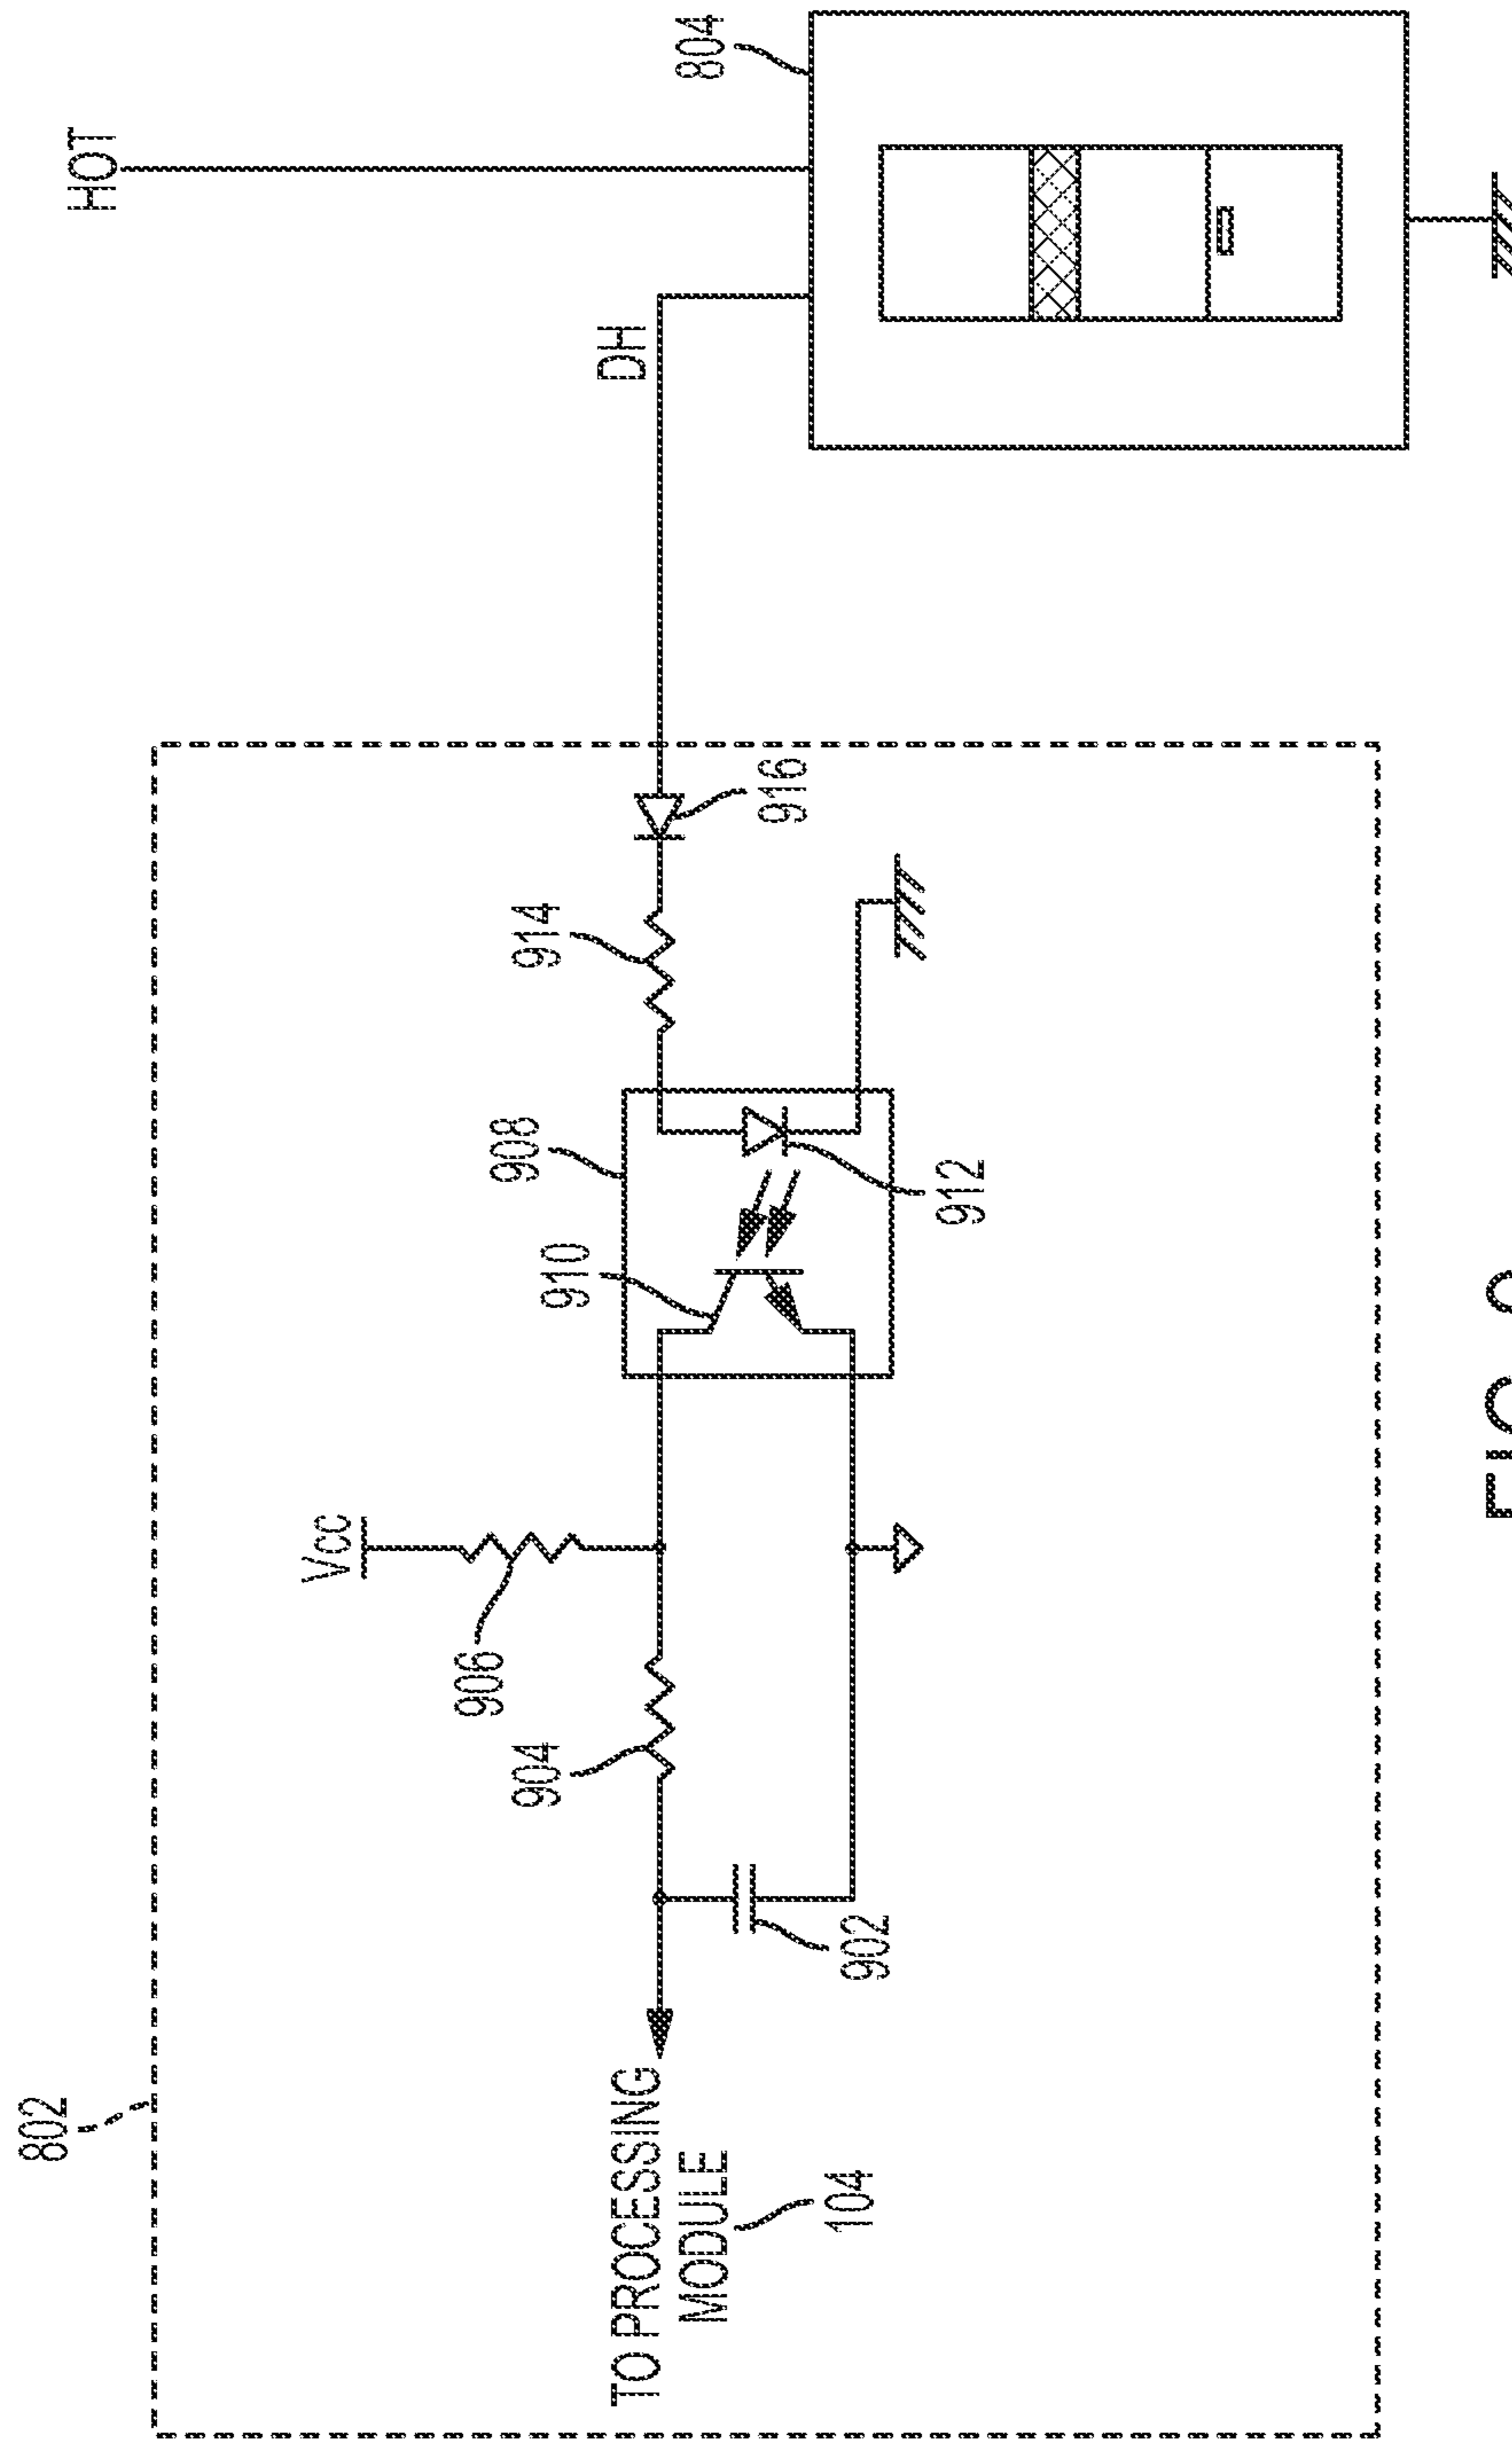 802
HOT
804
DH
Vcc
906
904
910
908
914
916
912
902
TO PROCESSING
MODULE
104